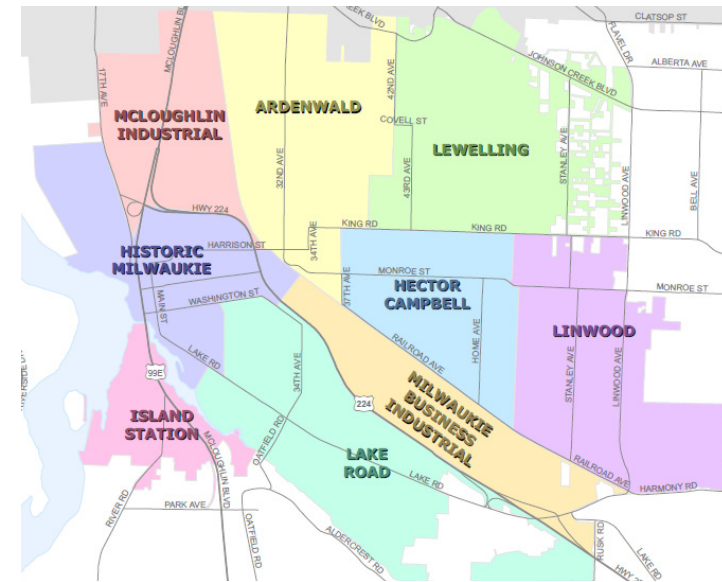 EK BLVD
CLATSOP ST
MCLOUGHLIN BL
FLAVEL DR
JOHNSON CREEK BLVD
ALBERTA AVE
17TH AVE
42ND AVE
ARDENWALD
MCLOUGHLIN
INDUSTRIAL
COVELL ST
LEWELLING
32ND AVE
43RD AVE
STANLEY AVE
LINWOOD AVE
BELL AVE
HWY 224
KING RD
KING RD
KING RD
34TH AVE
HARRISON ST
HISTORIC
MILWAUKIE
MONROE ST
MONROE ST
37TH AVE
HECTOR
CAMPBELL
MAIN ST
WASHINGTON ST
LINWOOD
RAILROAD AVE
HOME AVE
STANLEY AVE
LINWOOD AVE
LAKE RD
34TH AVE
99E
224
MILWAUKIE
BUSINESS
INDUSTRIAL
ISLAND
STATION
OATFIELD RD
LAKE
ROAD
MCLOUGHLIN BLVD
LAKE RD
RAILROAD AVE
HARMONY RD
RIVER RD
PARK AVE
OATFIELD RD
ALDERCREST RD
RUSK RD
LAKE RD